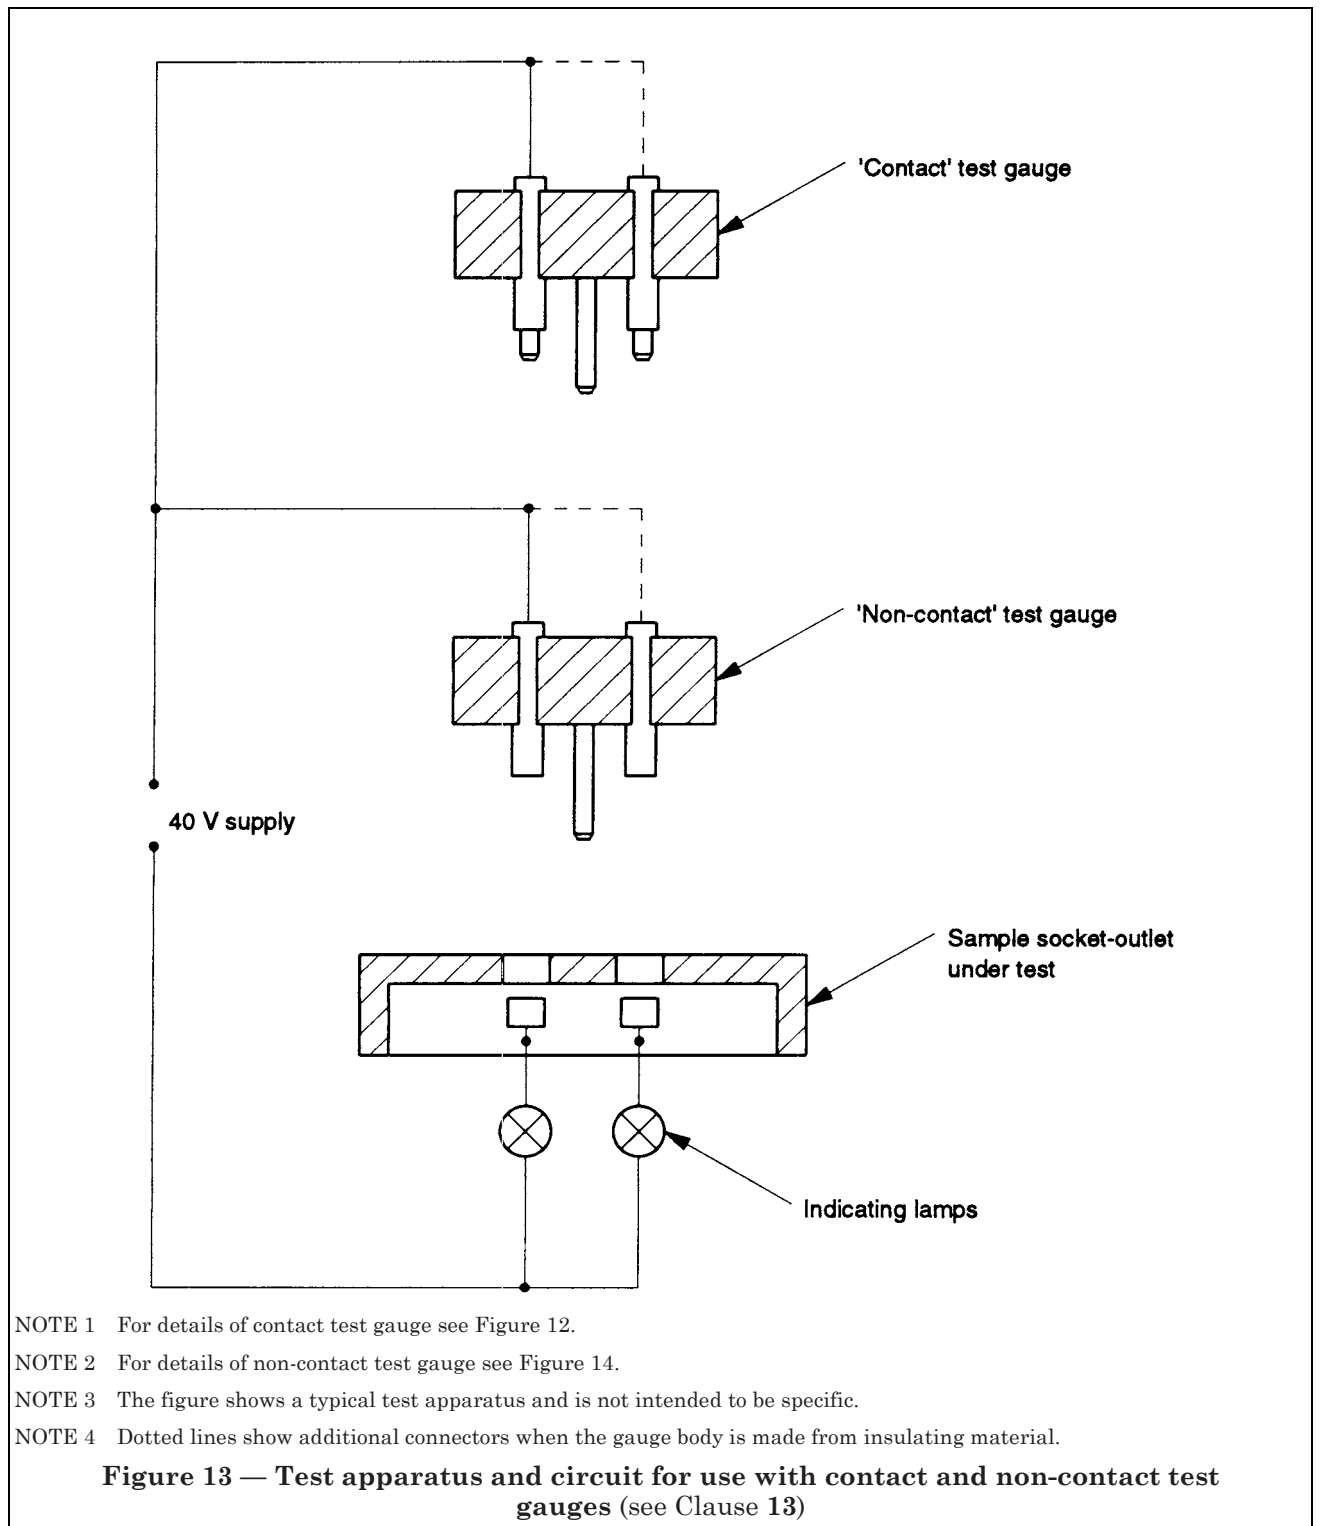 'Contact' test gauge
'Non-contact' test gauge
40 V supply
Sample socket-outlet
under test
Indicating lamps
NOTE 1 For details of contact test gauge see Figure 12.
NOTE 2 For details of non-contact test gauge see Figure 14.
NOTE 3 The figure shows a typical test apparatus and is not intended to be specific.
NOTE 4 Dotted lines show additional connectors when the gauge body is made from insulating material.
Figure 13 — Test apparatus and circuit for use with contact and non-contact test
gauges (see Clause 13)